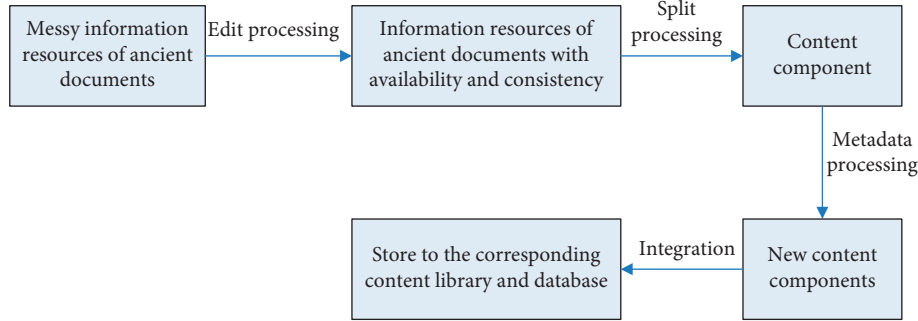 Messy information
resources of ancient
documents
Edit processing
Information resources of
ancient documents with
availability and consistency
Split
processing
Content
component
Metadata
processing
New content
components
Integration
Store to the corresponding
content library and database